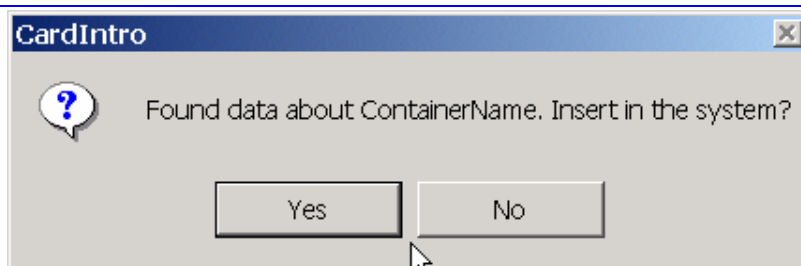 CardIntro
Found data about ContainerName. Insert in the system?
Yes
No